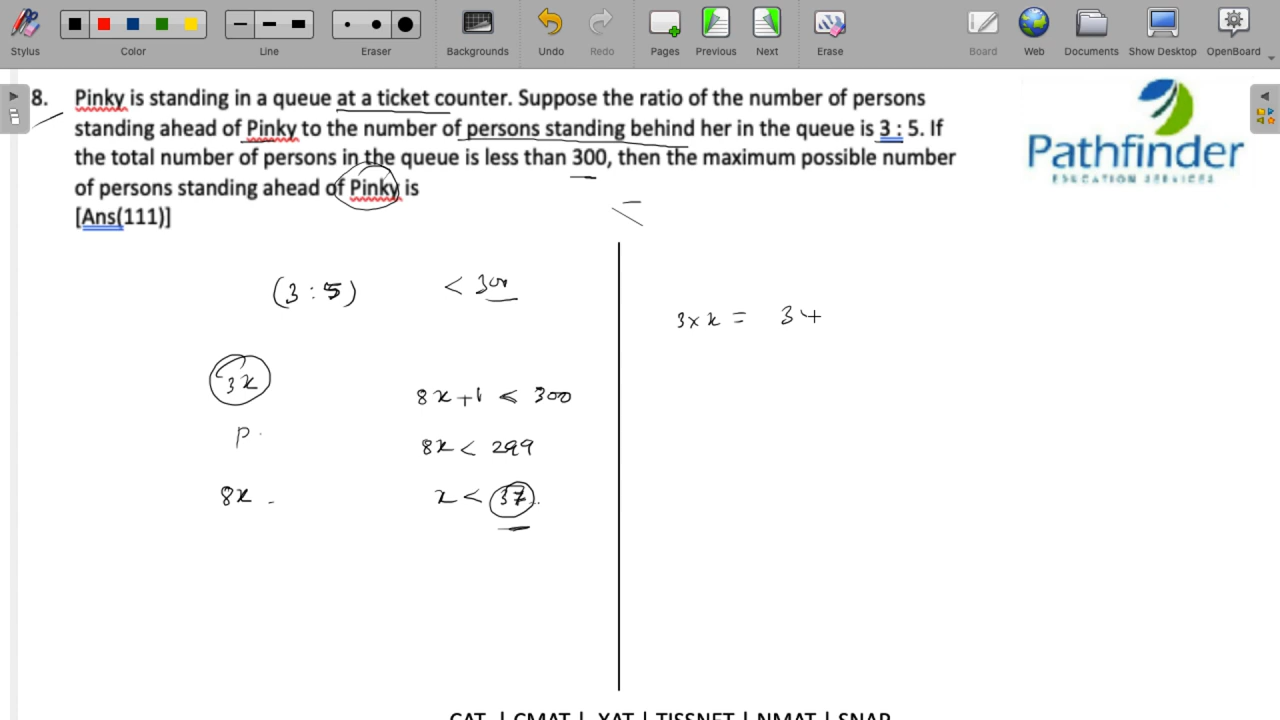 Stylus Color Line Eraser Backgrounds Undo Redo Pages Previous Next Erase Board Web Documents Show Desktop OpenBoard
8. Pinky is standing in a queue at a ticket counter. Suppose the ratio of the number of persons
standing ahead of Pinky to the number of persons standing behind her in the queue is 3 : 5. If
the total number of persons in the queue is less than 300, then the maximum possible number
of persons standing ahead of Pinky is
[Ans(111)]
Pathfinder
EDUCATION SERVICES
(3 : 5) < 300
3 x x = 3
3x
8x + 1 < 300
P
8x < 299
8x
x < 37
CAT | CMAT | XAT | TISSNET | NMAT | SNAP